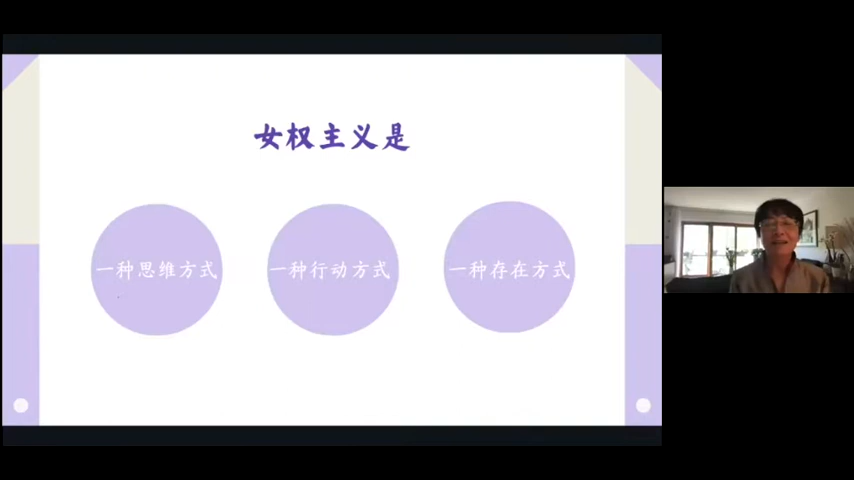 女权主义是
一种思维方式
一种行动方式
一种存在方式